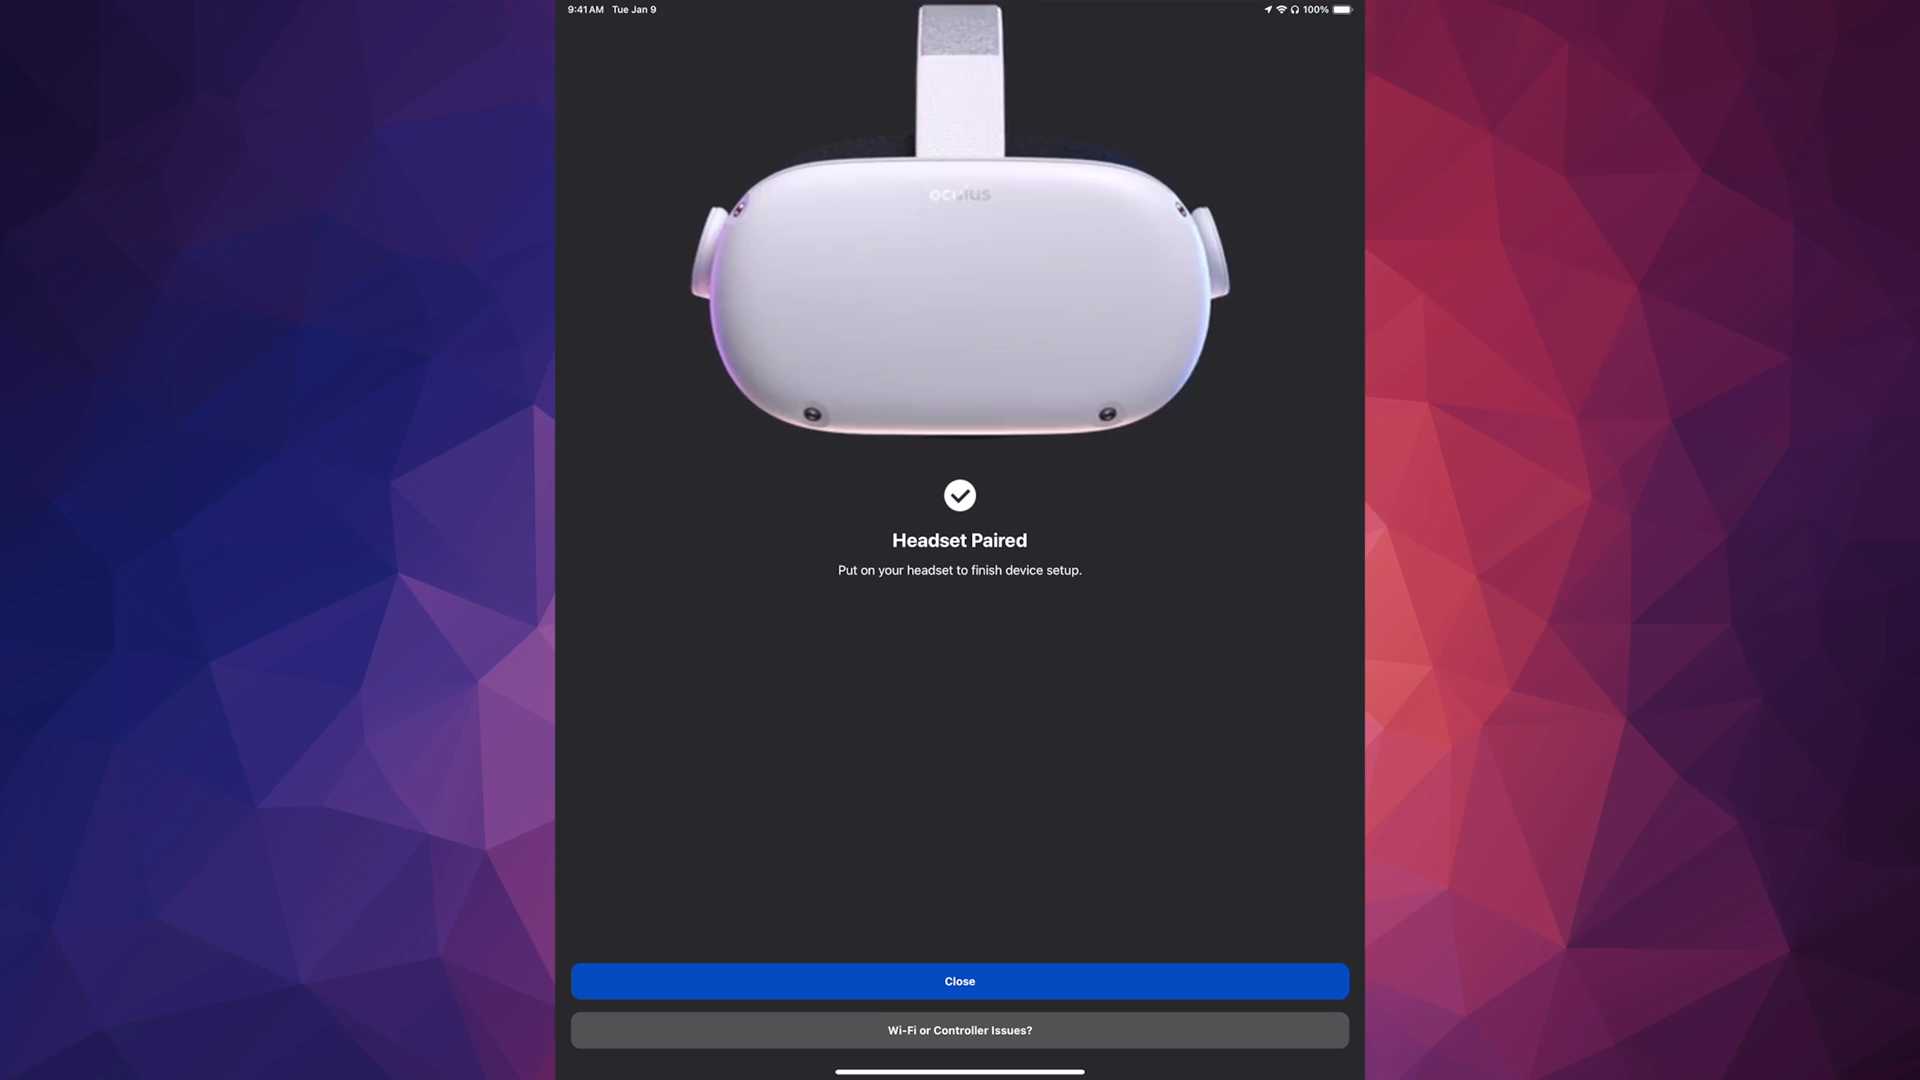 9:41 AM Tue Jan 9
100%
oculus
Headset Paired
Put on your headset to finish device setup.
Close
Wi-Fi or Controller Issues?